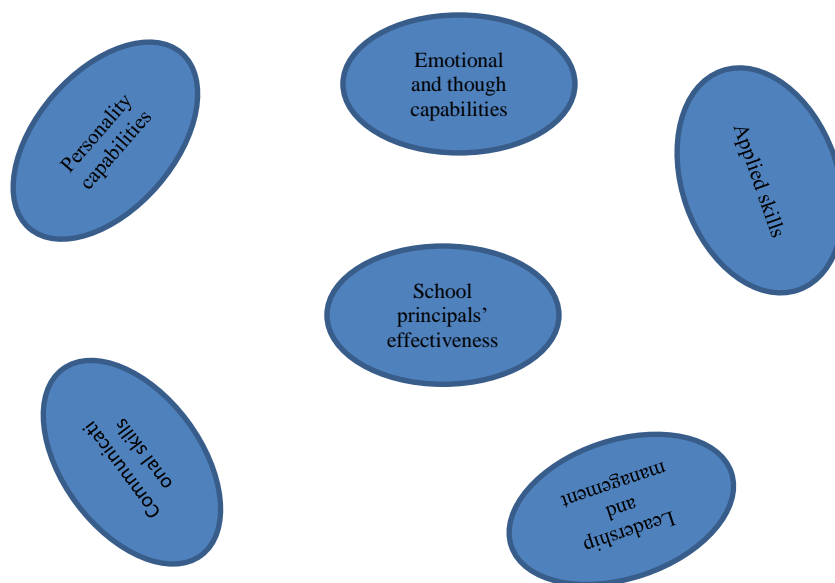 Emotional
and though
capabilities
Personality
capabilities
Applied skills
School
principals’
effectiveness
Communicati
onal skills
Leadership
and
management